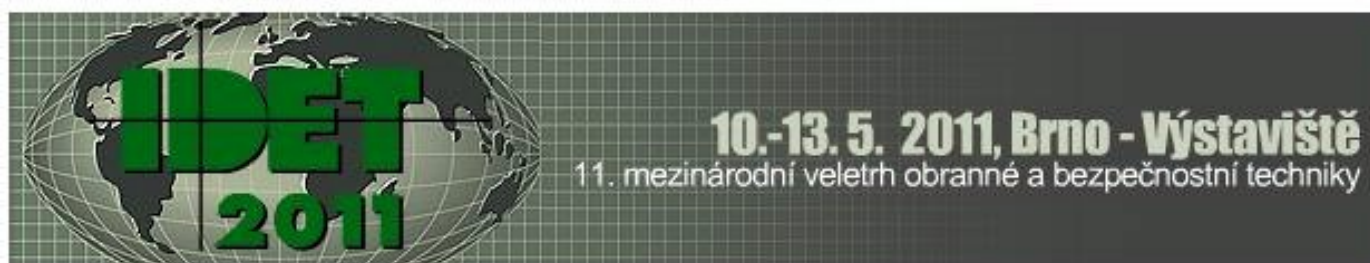 IDET
2011
10.-13. 5. 2011, Brno - Výstaviště
11. mezinárodní veletrh obranné a bezpečnostní techniky